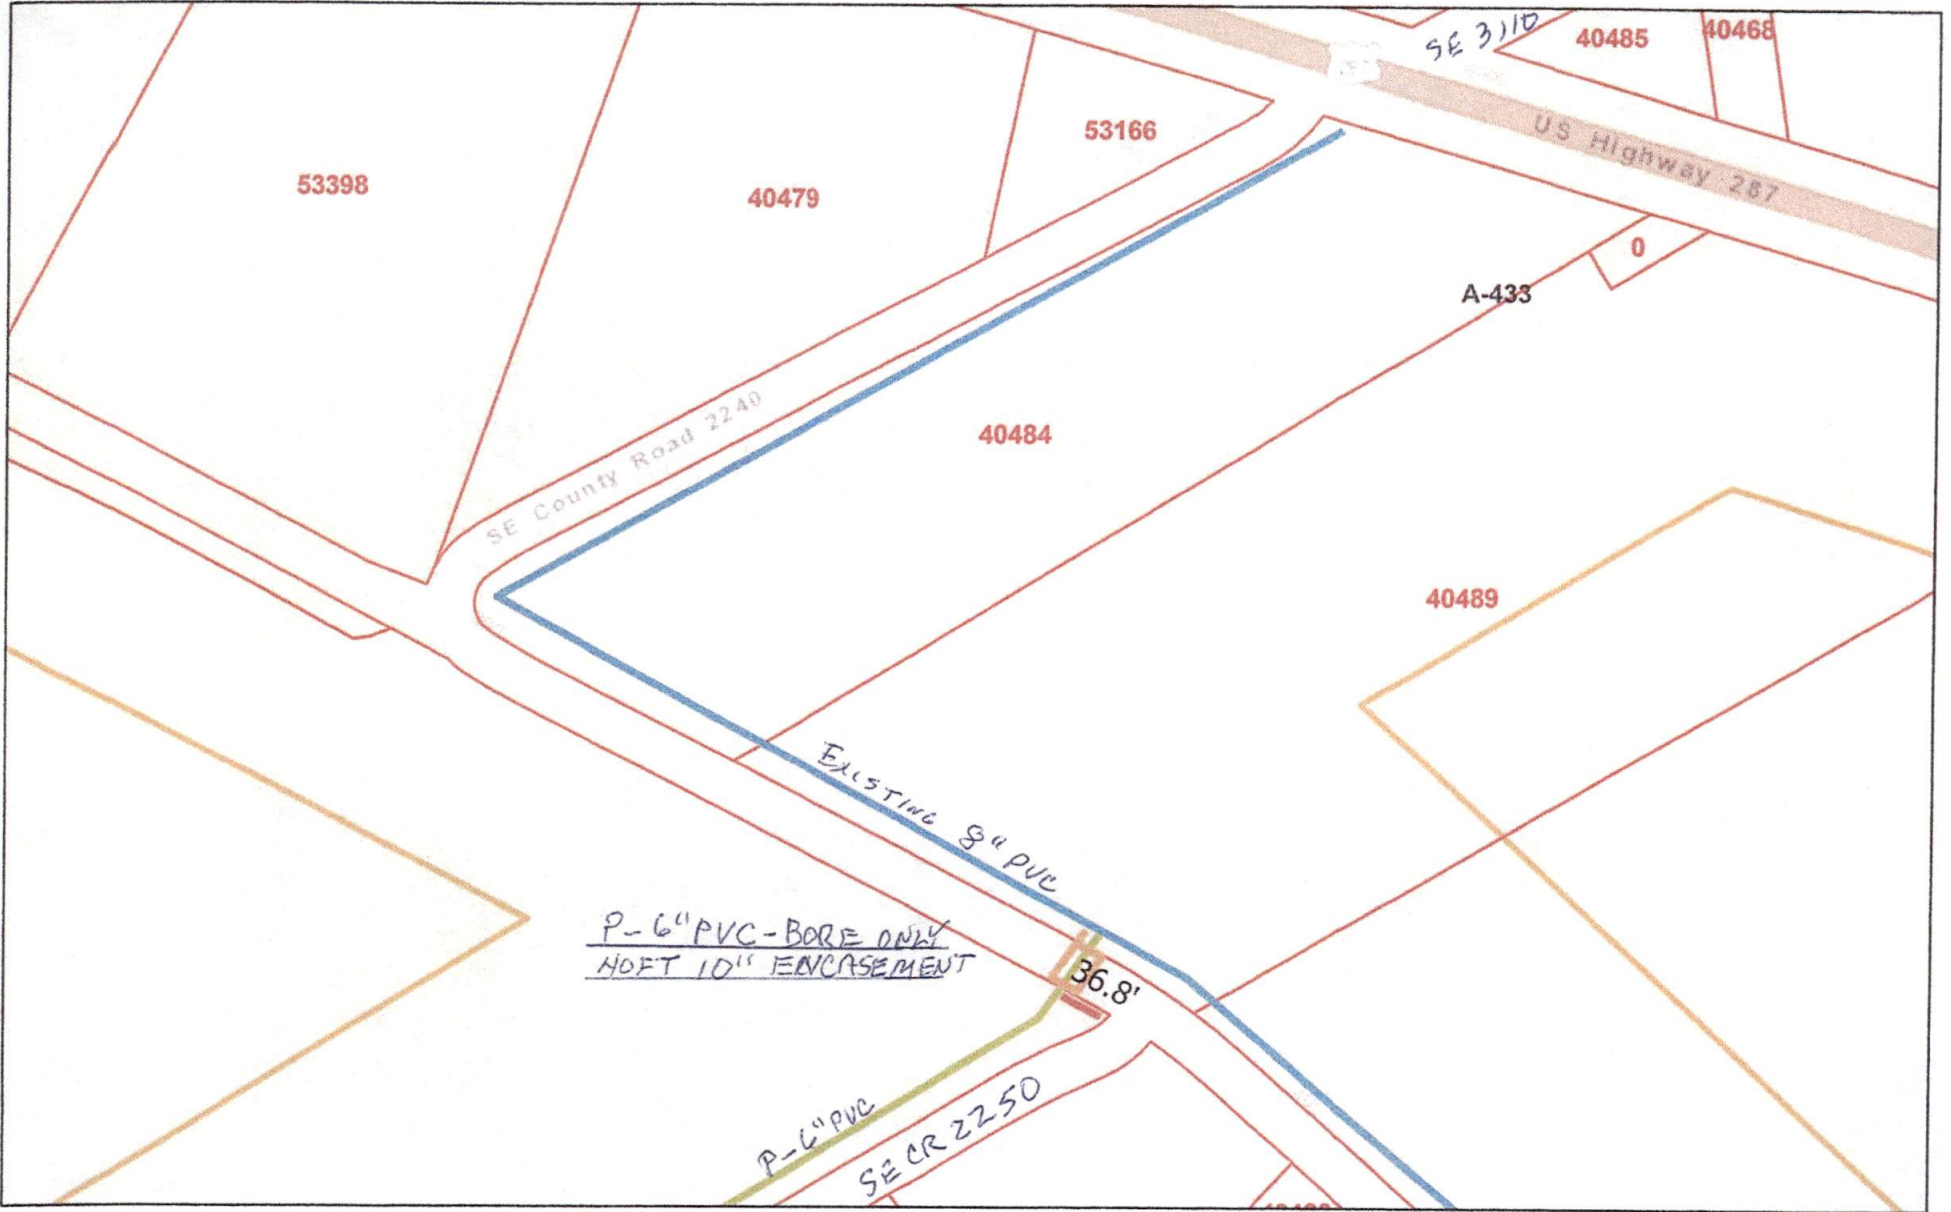 SE 3110
40485
40468
53166
US Highway 287
53398
40479
0
A-433
SE County Road 2240
40484
40489
EXISTING 8" PVC
P-6" PVC-BORE ONLY
40FT 10" ENCASEMENT
36.8'
P-6" PVC
SE CR 2250